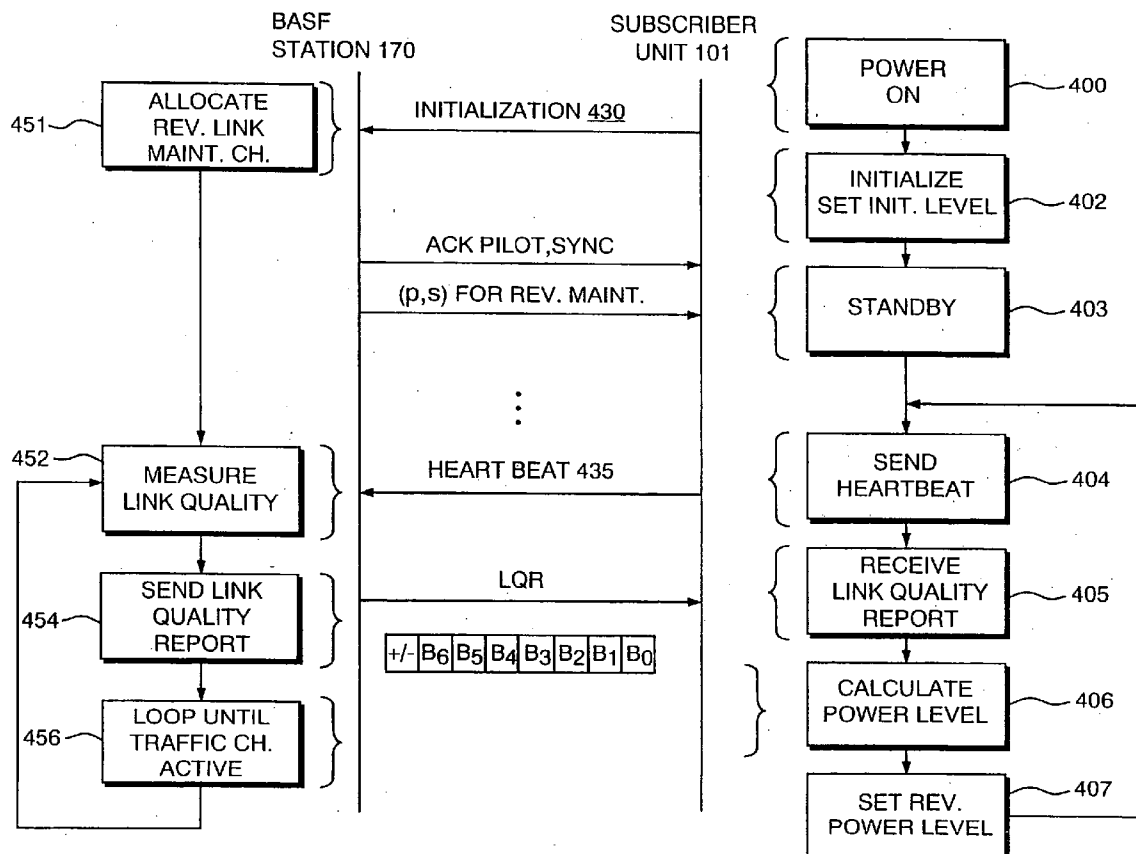 BASF
STATION 170
SUBSCRIBER
UNIT 101
POWER
ON
400
ALLOCATE
REV. LINK
MAINT. CH.
451
INITIALIZATION 430
INITIALIZE
SET INIT. LEVEL
402
ACK PILOT,SYNC
(p,s) FOR REV. MAINT.
STANDBY
403
452
MEASURE
LINK QUALITY
HEART BEAT 435
SEND
HEARTBEAT
404
454
SEND LINK
QUALITY
REPORT
LQR
RECEIVE
LINK QUALITY
REPORT
405
+/- B6 B5 B4 B3 B2 B1 B0
456
LOOP UNTIL
TRAFFIC CH.
ACTIVE
CALCULATE
POWER LEVEL
406
SET REV.
POWER LEVEL
407